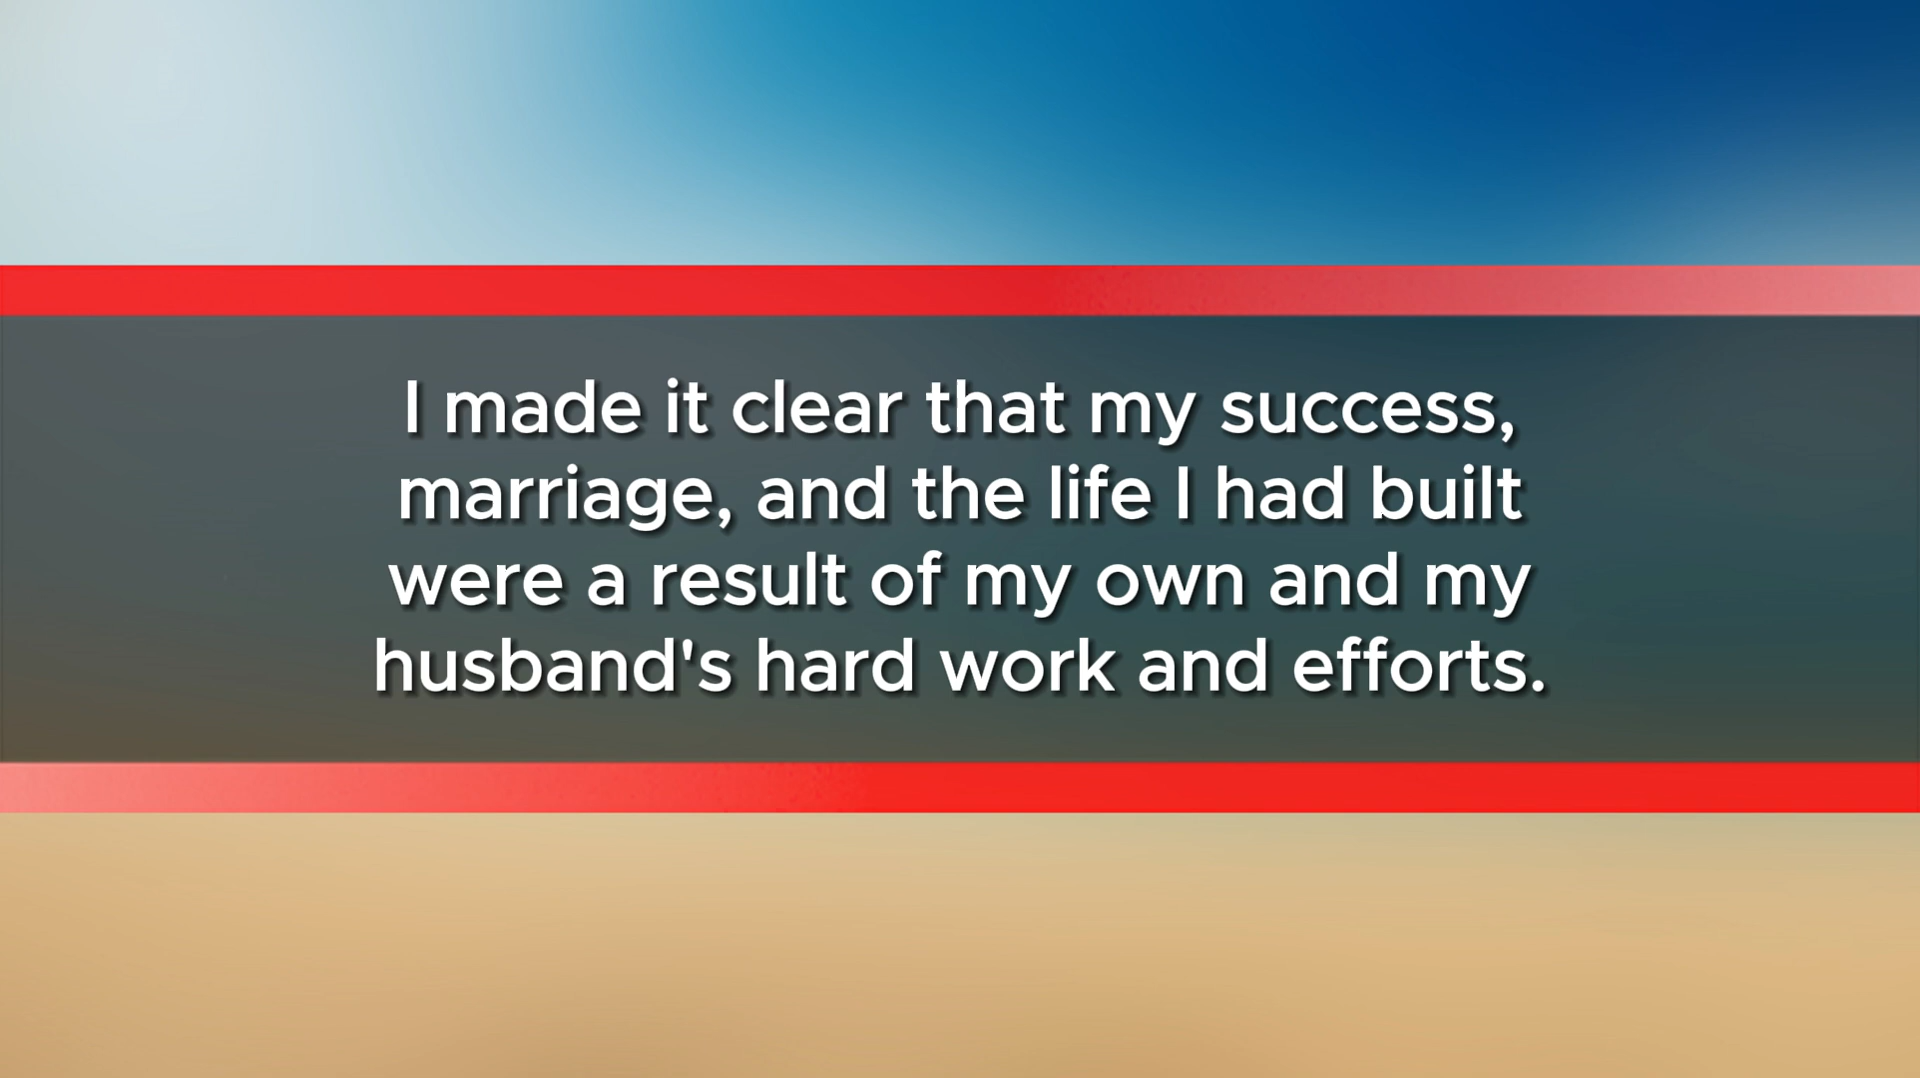 I made it clear that my success,
marriage, and the life I had built
were a result of my own and my
husband's hard work and efforts.